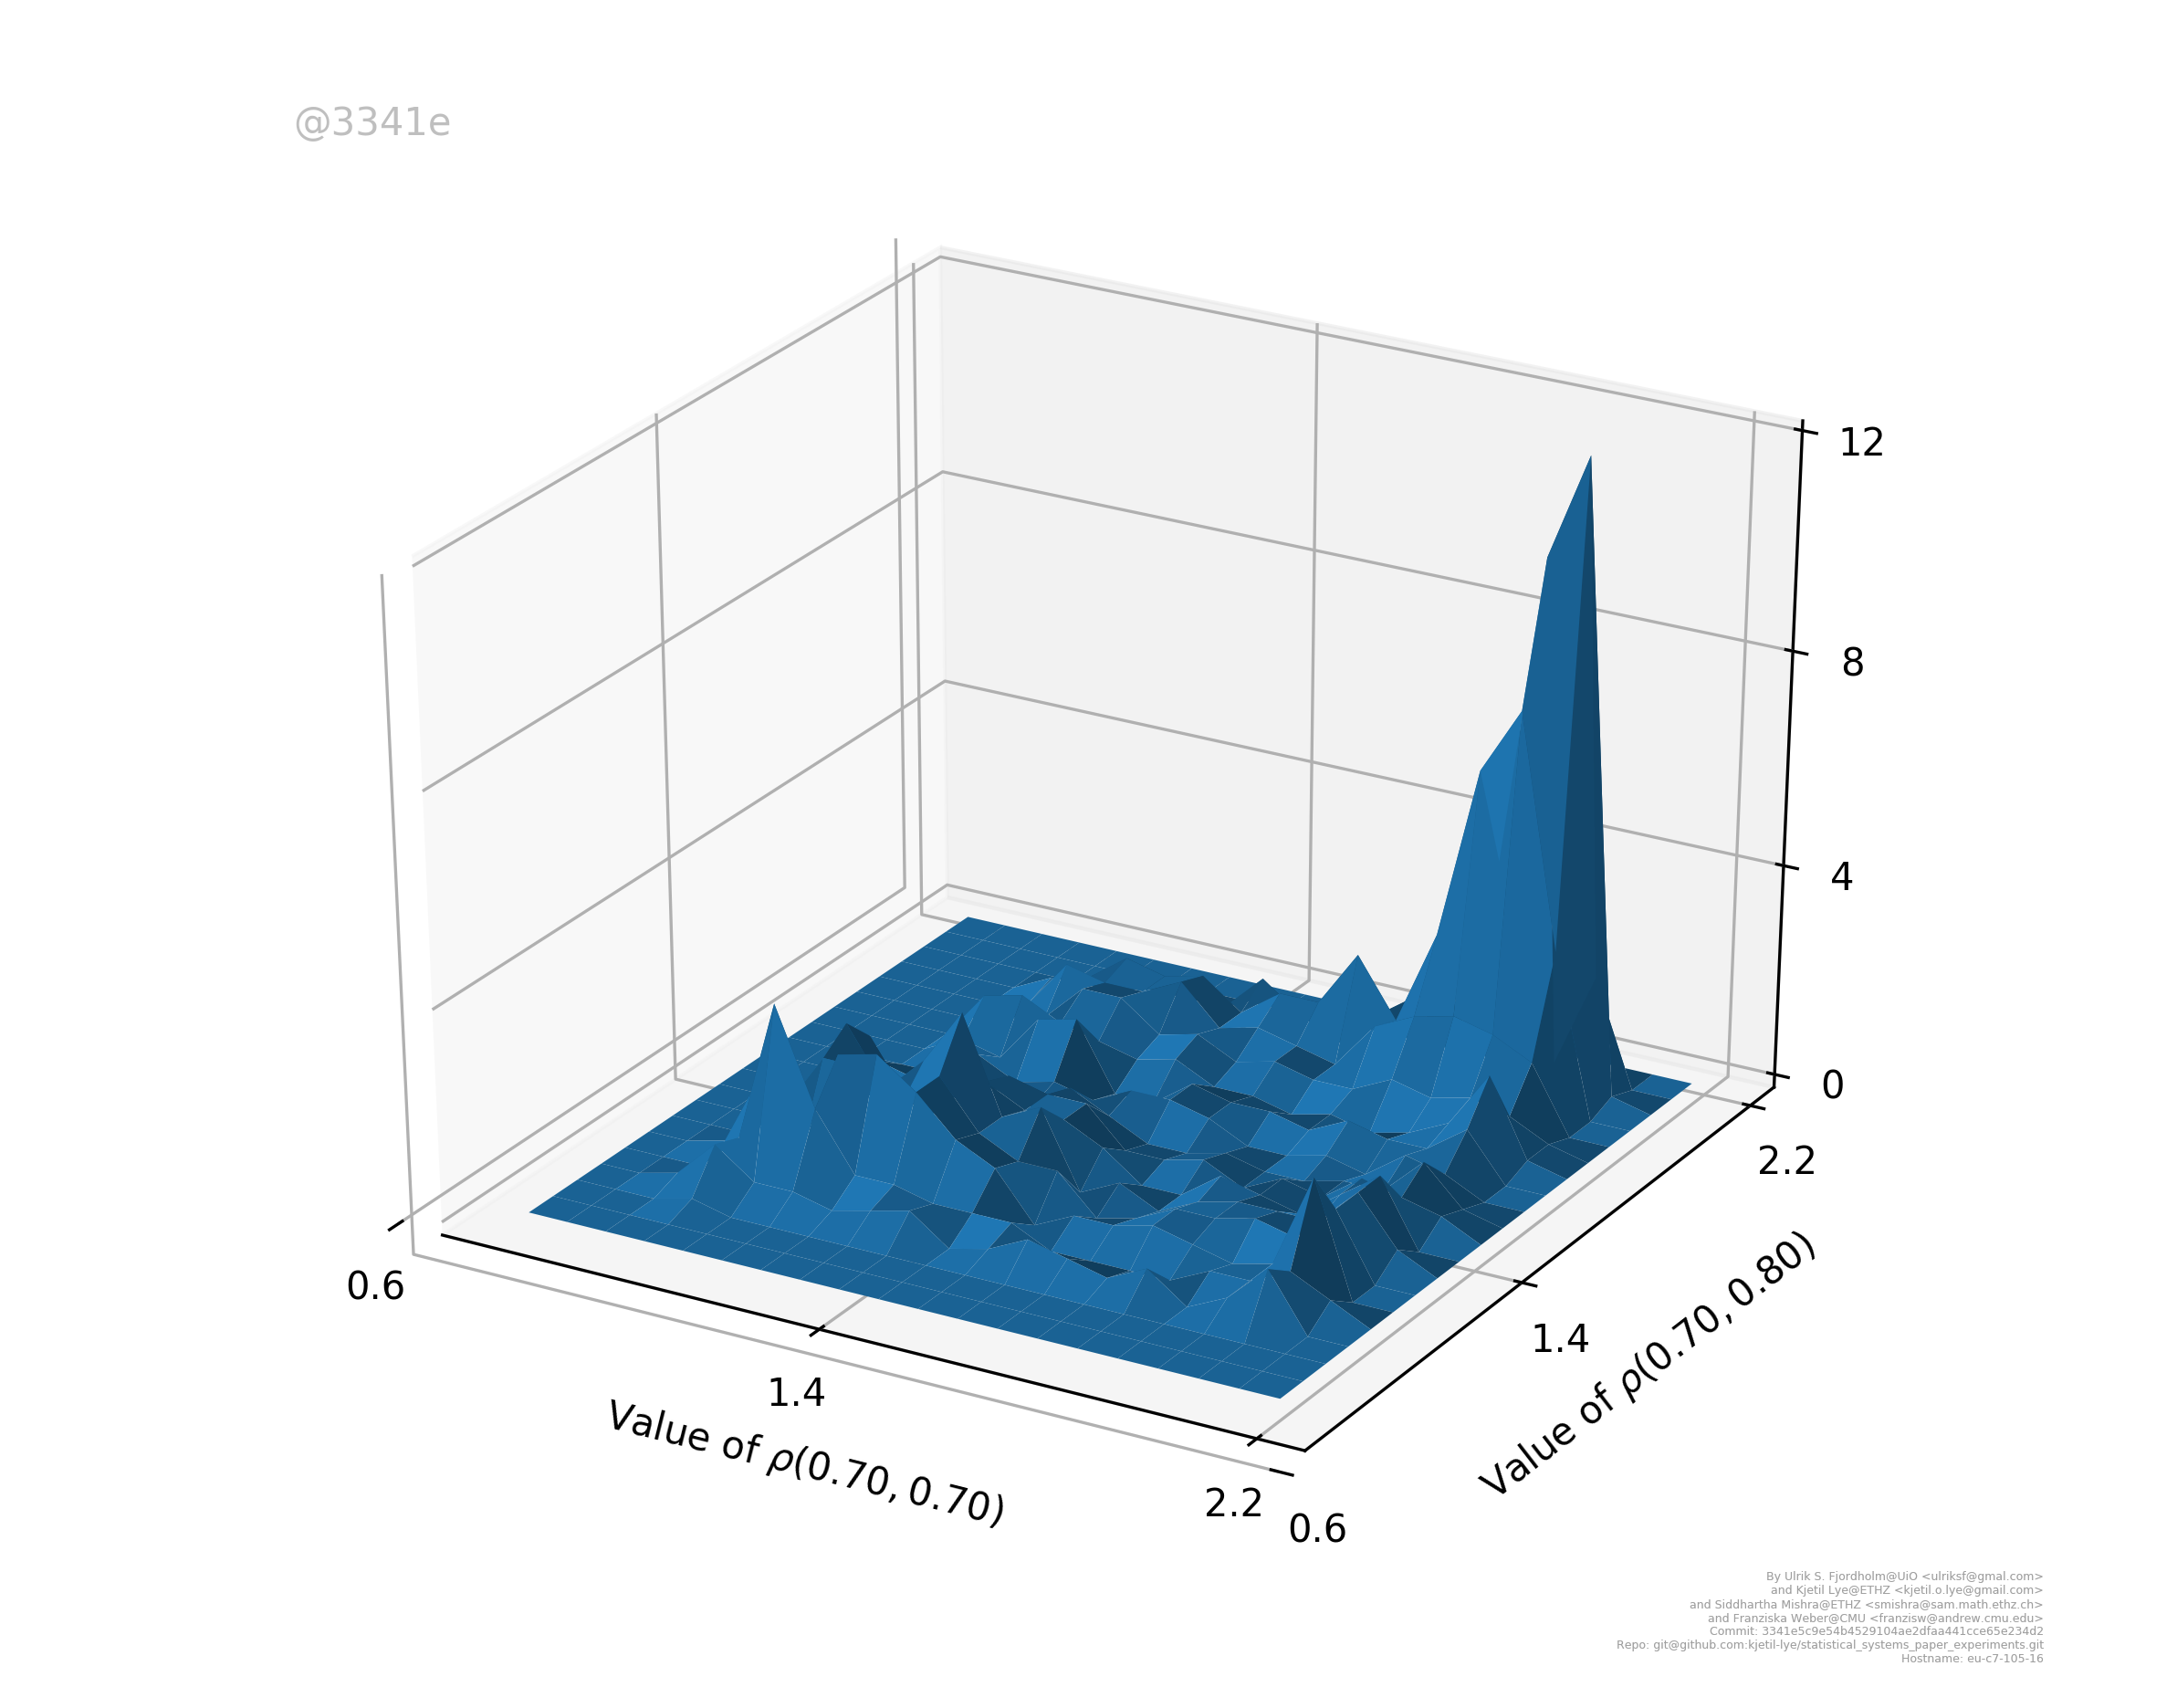 @3341e
12
8
4
0
2.2
1.4
0.6
Value of ρ(0.70, 0.80)
0.6
1.4
2.2
Value of ρ(0.70, 0.70)
By Ulrik S. Fjordholm@UiO <ulriksf@gmal.com>
and Kjetil Lye@ETHZ <kjetil.o.lye@gmail.com>
and Siddhartha Mishra@ETHZ <smishra@sam.math.ethz.ch>
and Franziska Weber@CMU <franzisw@andrew.cmu.edu>
Commit: 3341e5c9e54b4529104ae2dfaa441cce65e234d2
Repo: git@github.com:kjetil-lye/statistical_systems_paper_experiments.git
Hostname: eu-c7-105-16